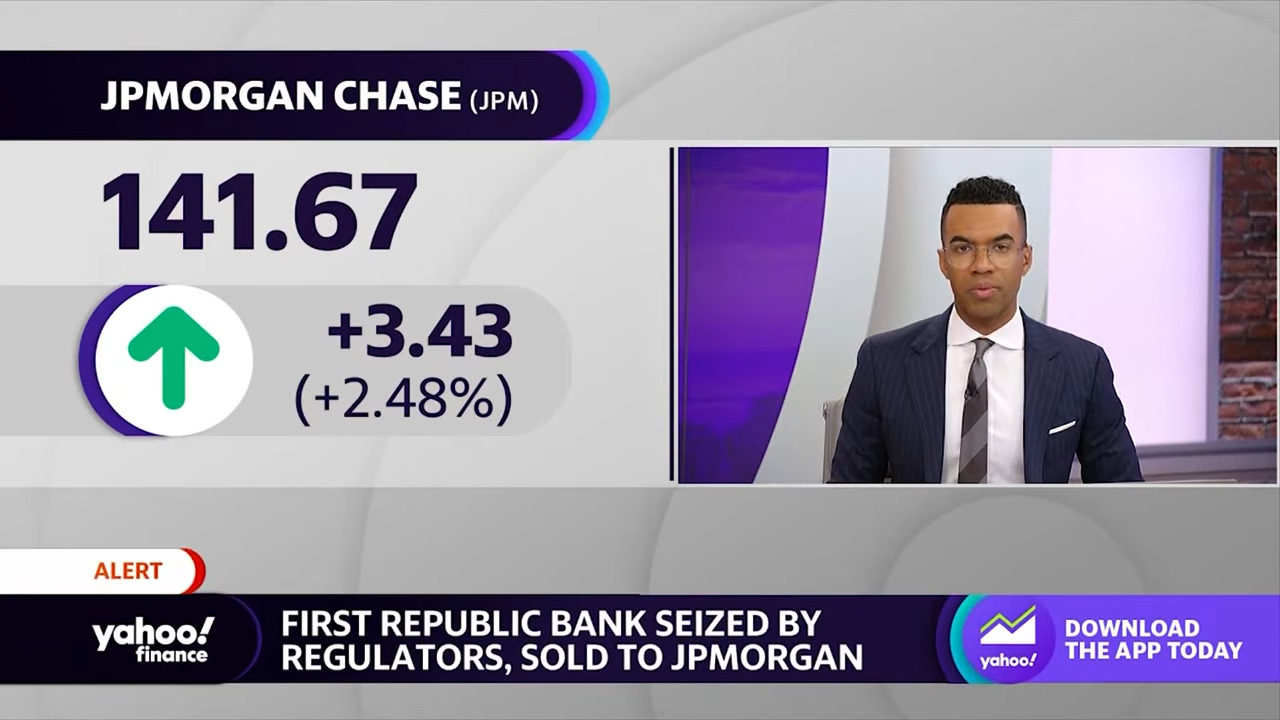 JPMORGAN CHASE (JPM)
141.67
+3.43
(+2.48%)
ALERT
yahoo!
finance
FIRST REPUBLIC BANK SEIZED BY
REGULATORS, SOLD TO JPMORGAN
yahoo!
DOWNLOAD
THE APP TODAY